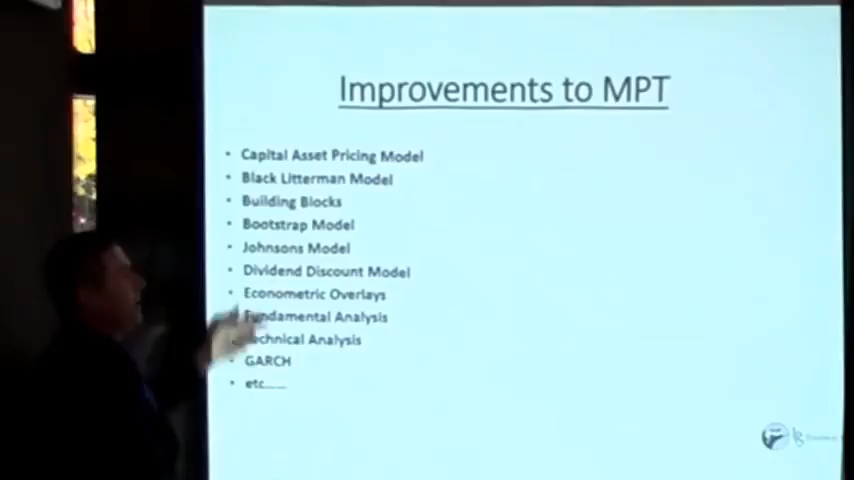 Improvements to MPT
• Capital Asset Pricing Model
• Black Litterman Model
• Building Blocks
• Bootstrap Model
• Johnsons Model
• Dividend Discount Model
• Econometric Overlays
Fundamental Analysis
Technical Analysis
• GARCH
• etc......